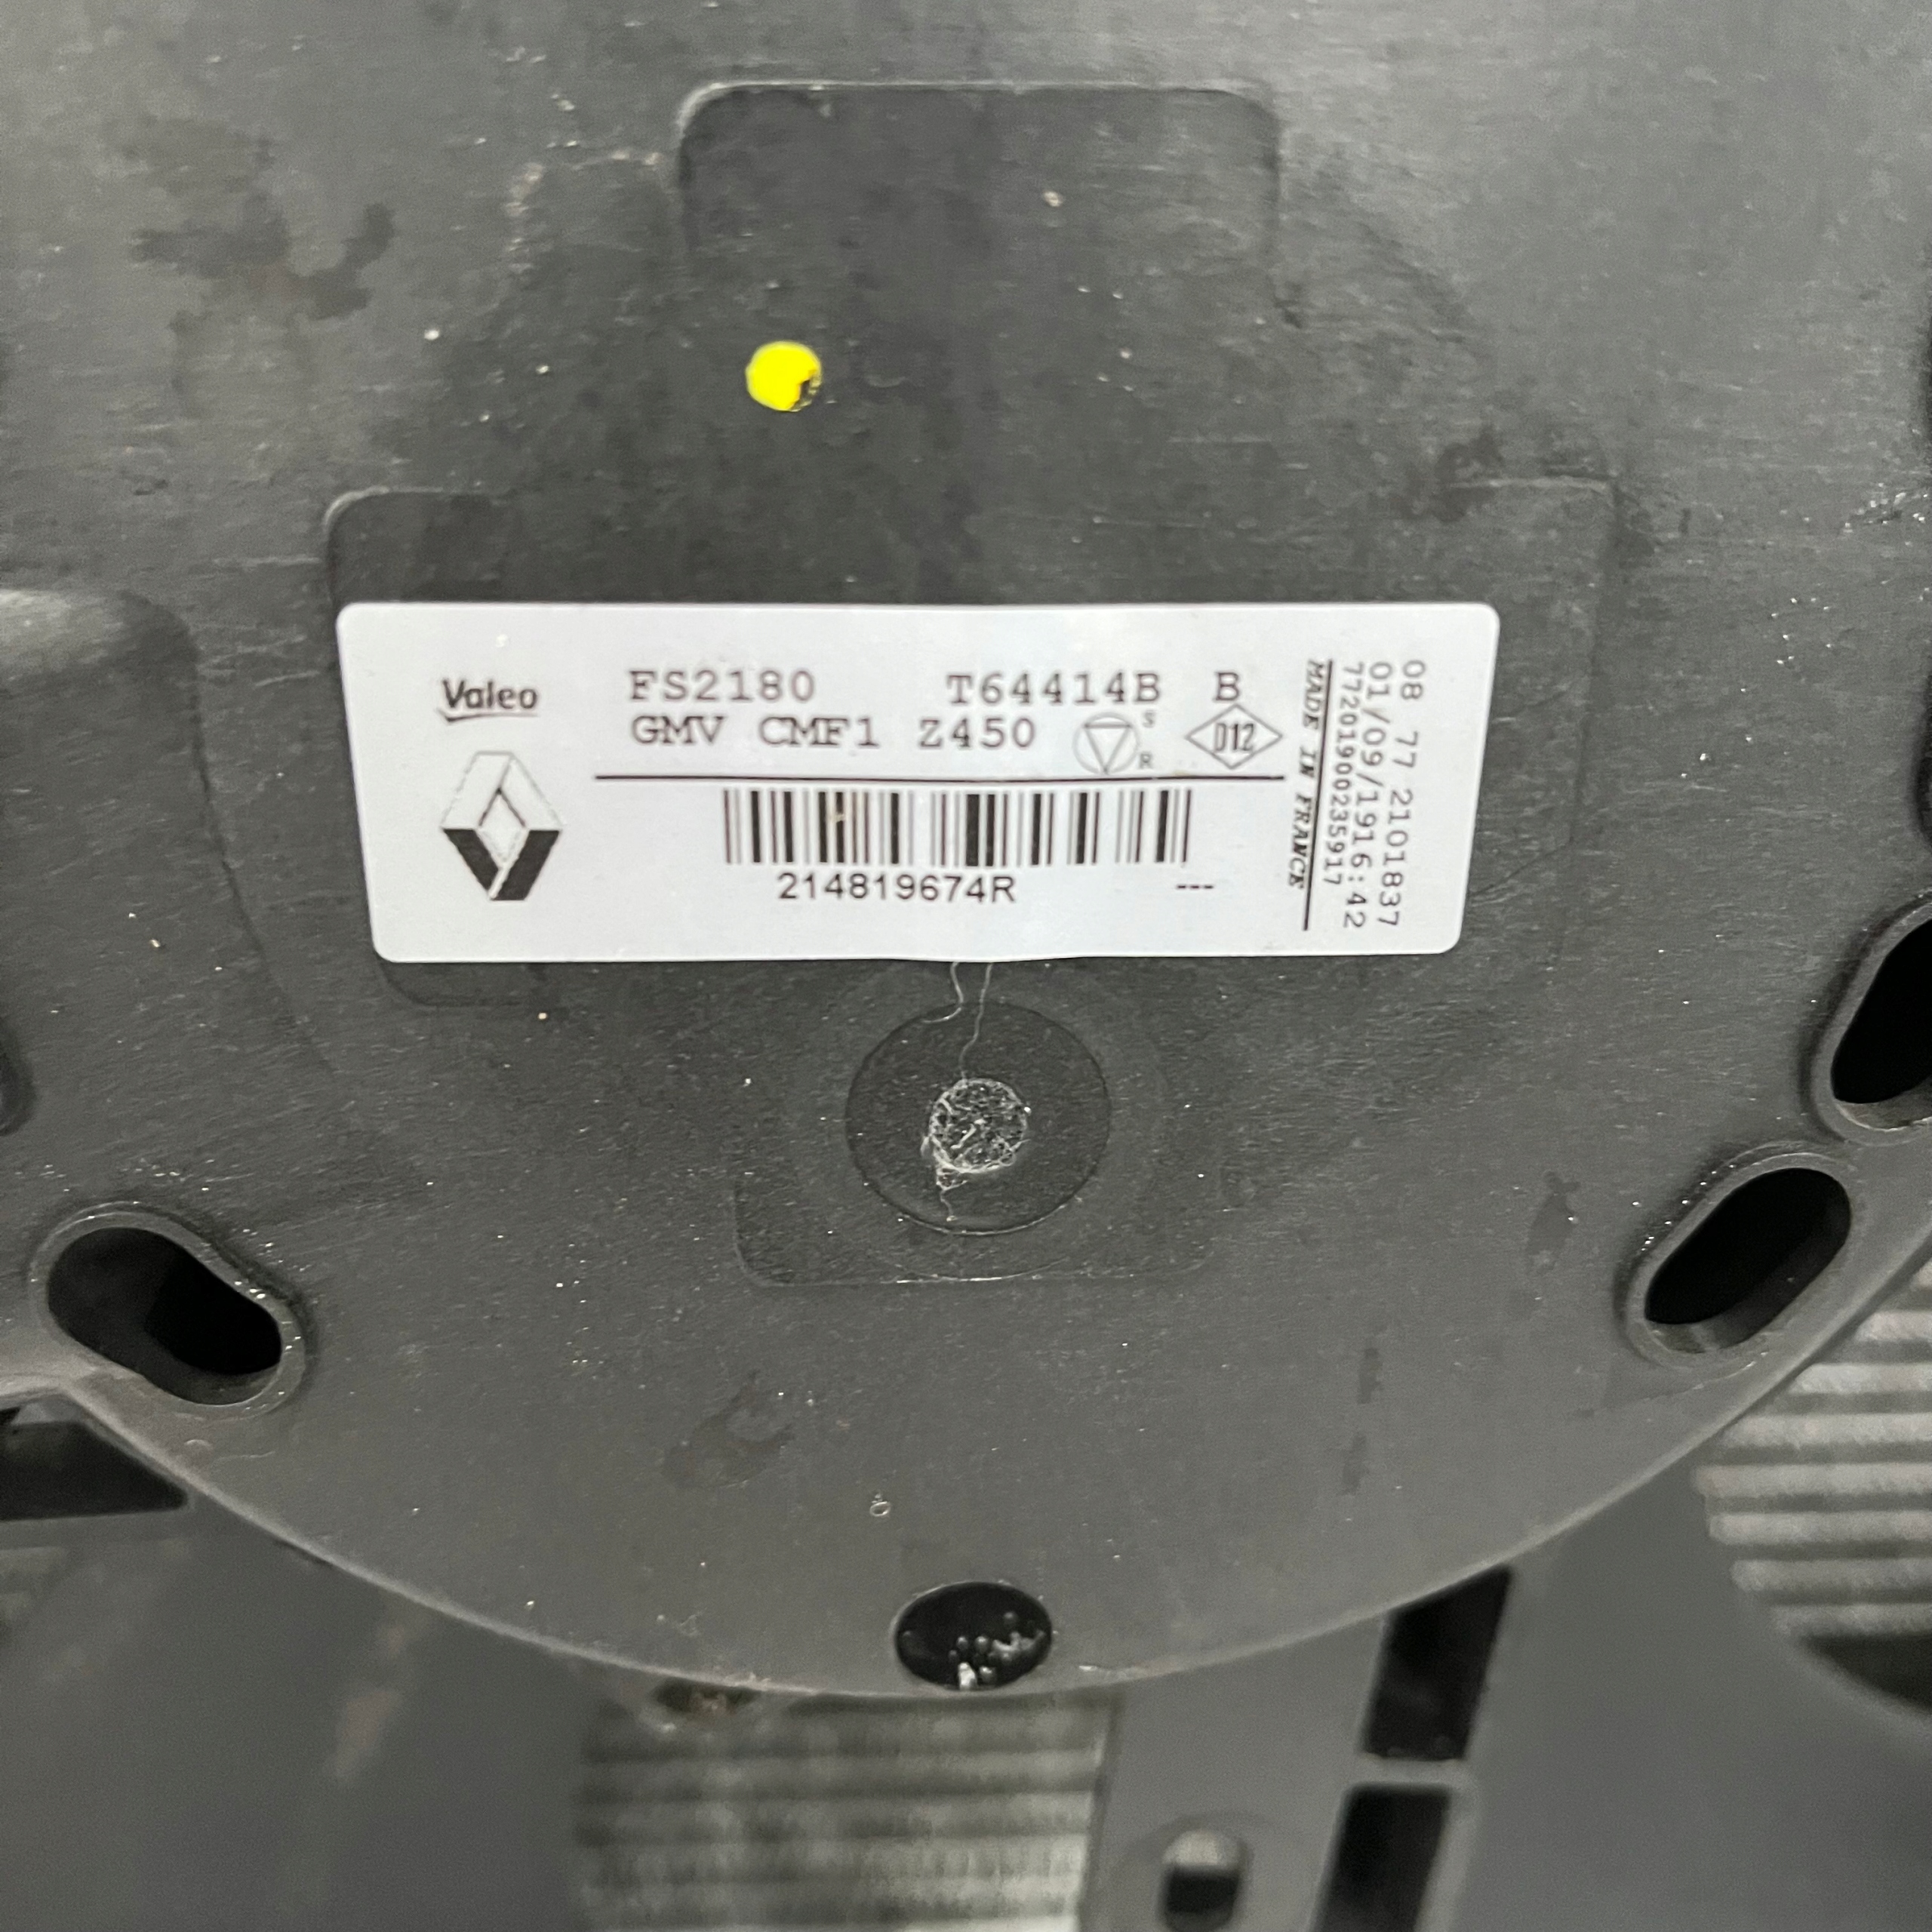 Valeo
FS2180 T64414B B
GMV CMF1 Z450 S R D12
214819674R ---
MADE IN FRANCE
7720190023591​7
01/09/1916:42
08 77 2101837